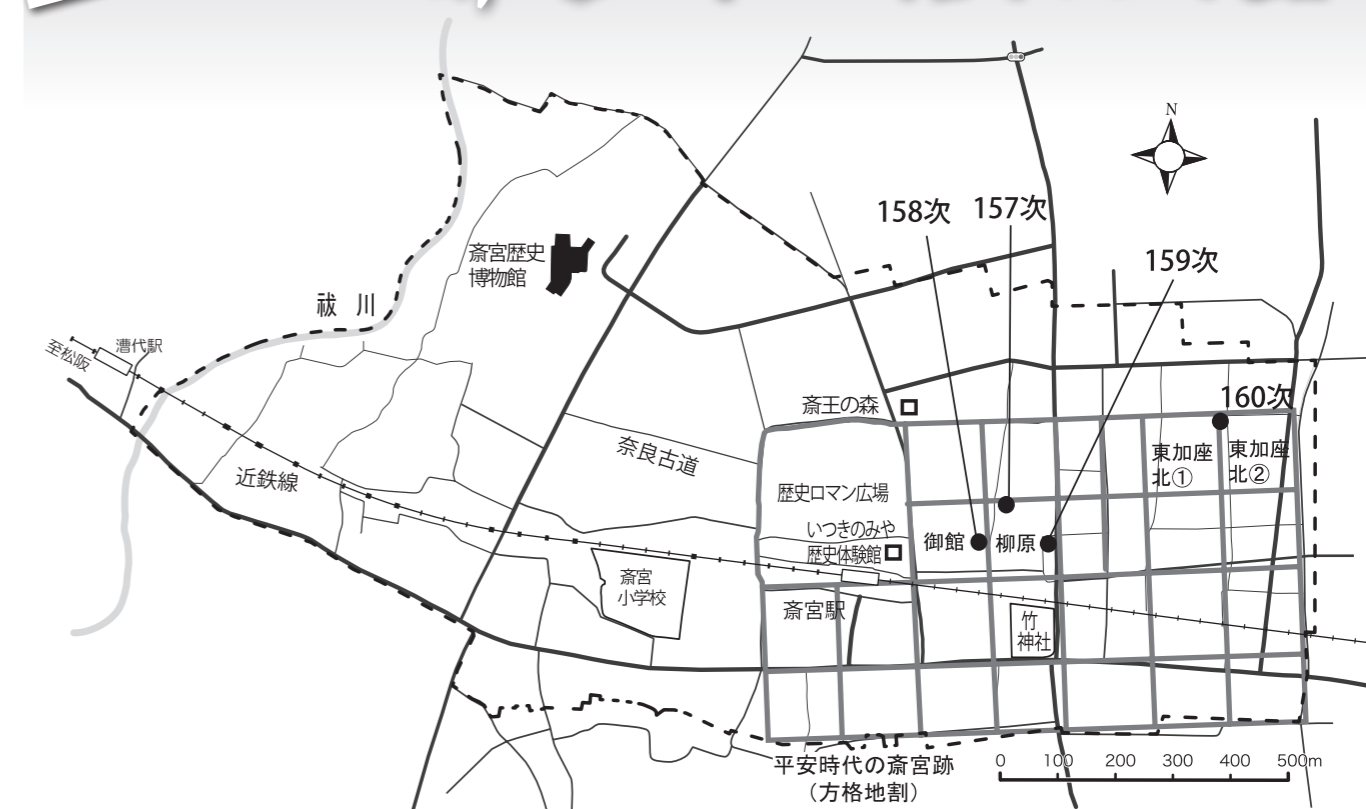 N
158次 157次
159次
斎宮歴史
博物館
祓川
漕代駅
至松阪
160次
斎王の森
東加座
北①
東加座
北②
奈良古道
近鉄線
歴史ロマン広場
いつきのみや
歴史体験館
御館
柳原
斎宮
小学校
斎宮駅
竹
神社
平安時代の斎宮跡
（方格地割）
0 100 200 300 400 500m